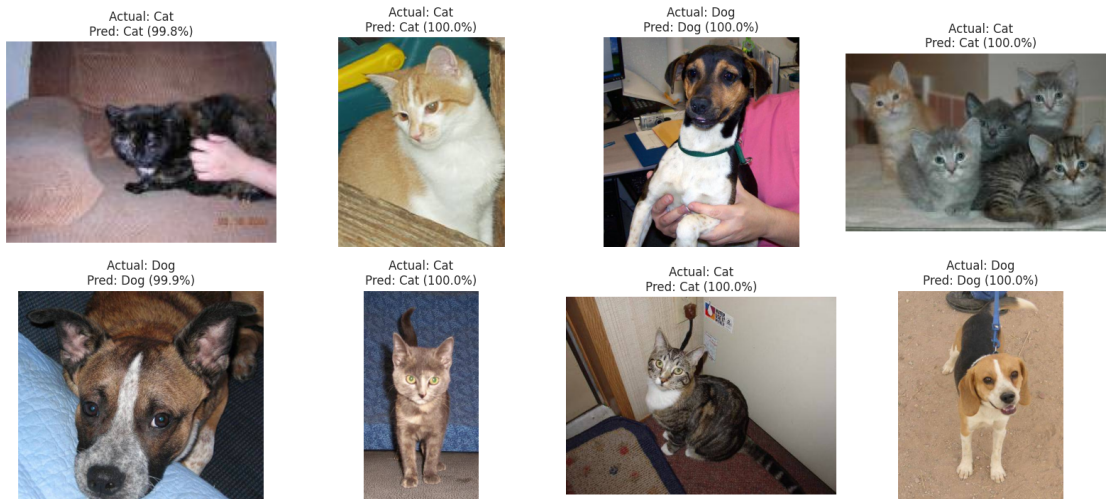 Actual: Cat
Pred: Cat (99.8%)
Actual: Cat
Pred: Cat (100.0%)
Actual: Dog
Pred: Dog (100.0%)
Actual: Cat
Pred: Cat (100.0%)
Actual: Dog
Pred: Dog (99.9%)
Actual: Cat
Pred: Cat (100.0%)
Actual: Cat
Pred: Cat (100.0%)
Actual: Dog
Pred: Dog (100.0%)